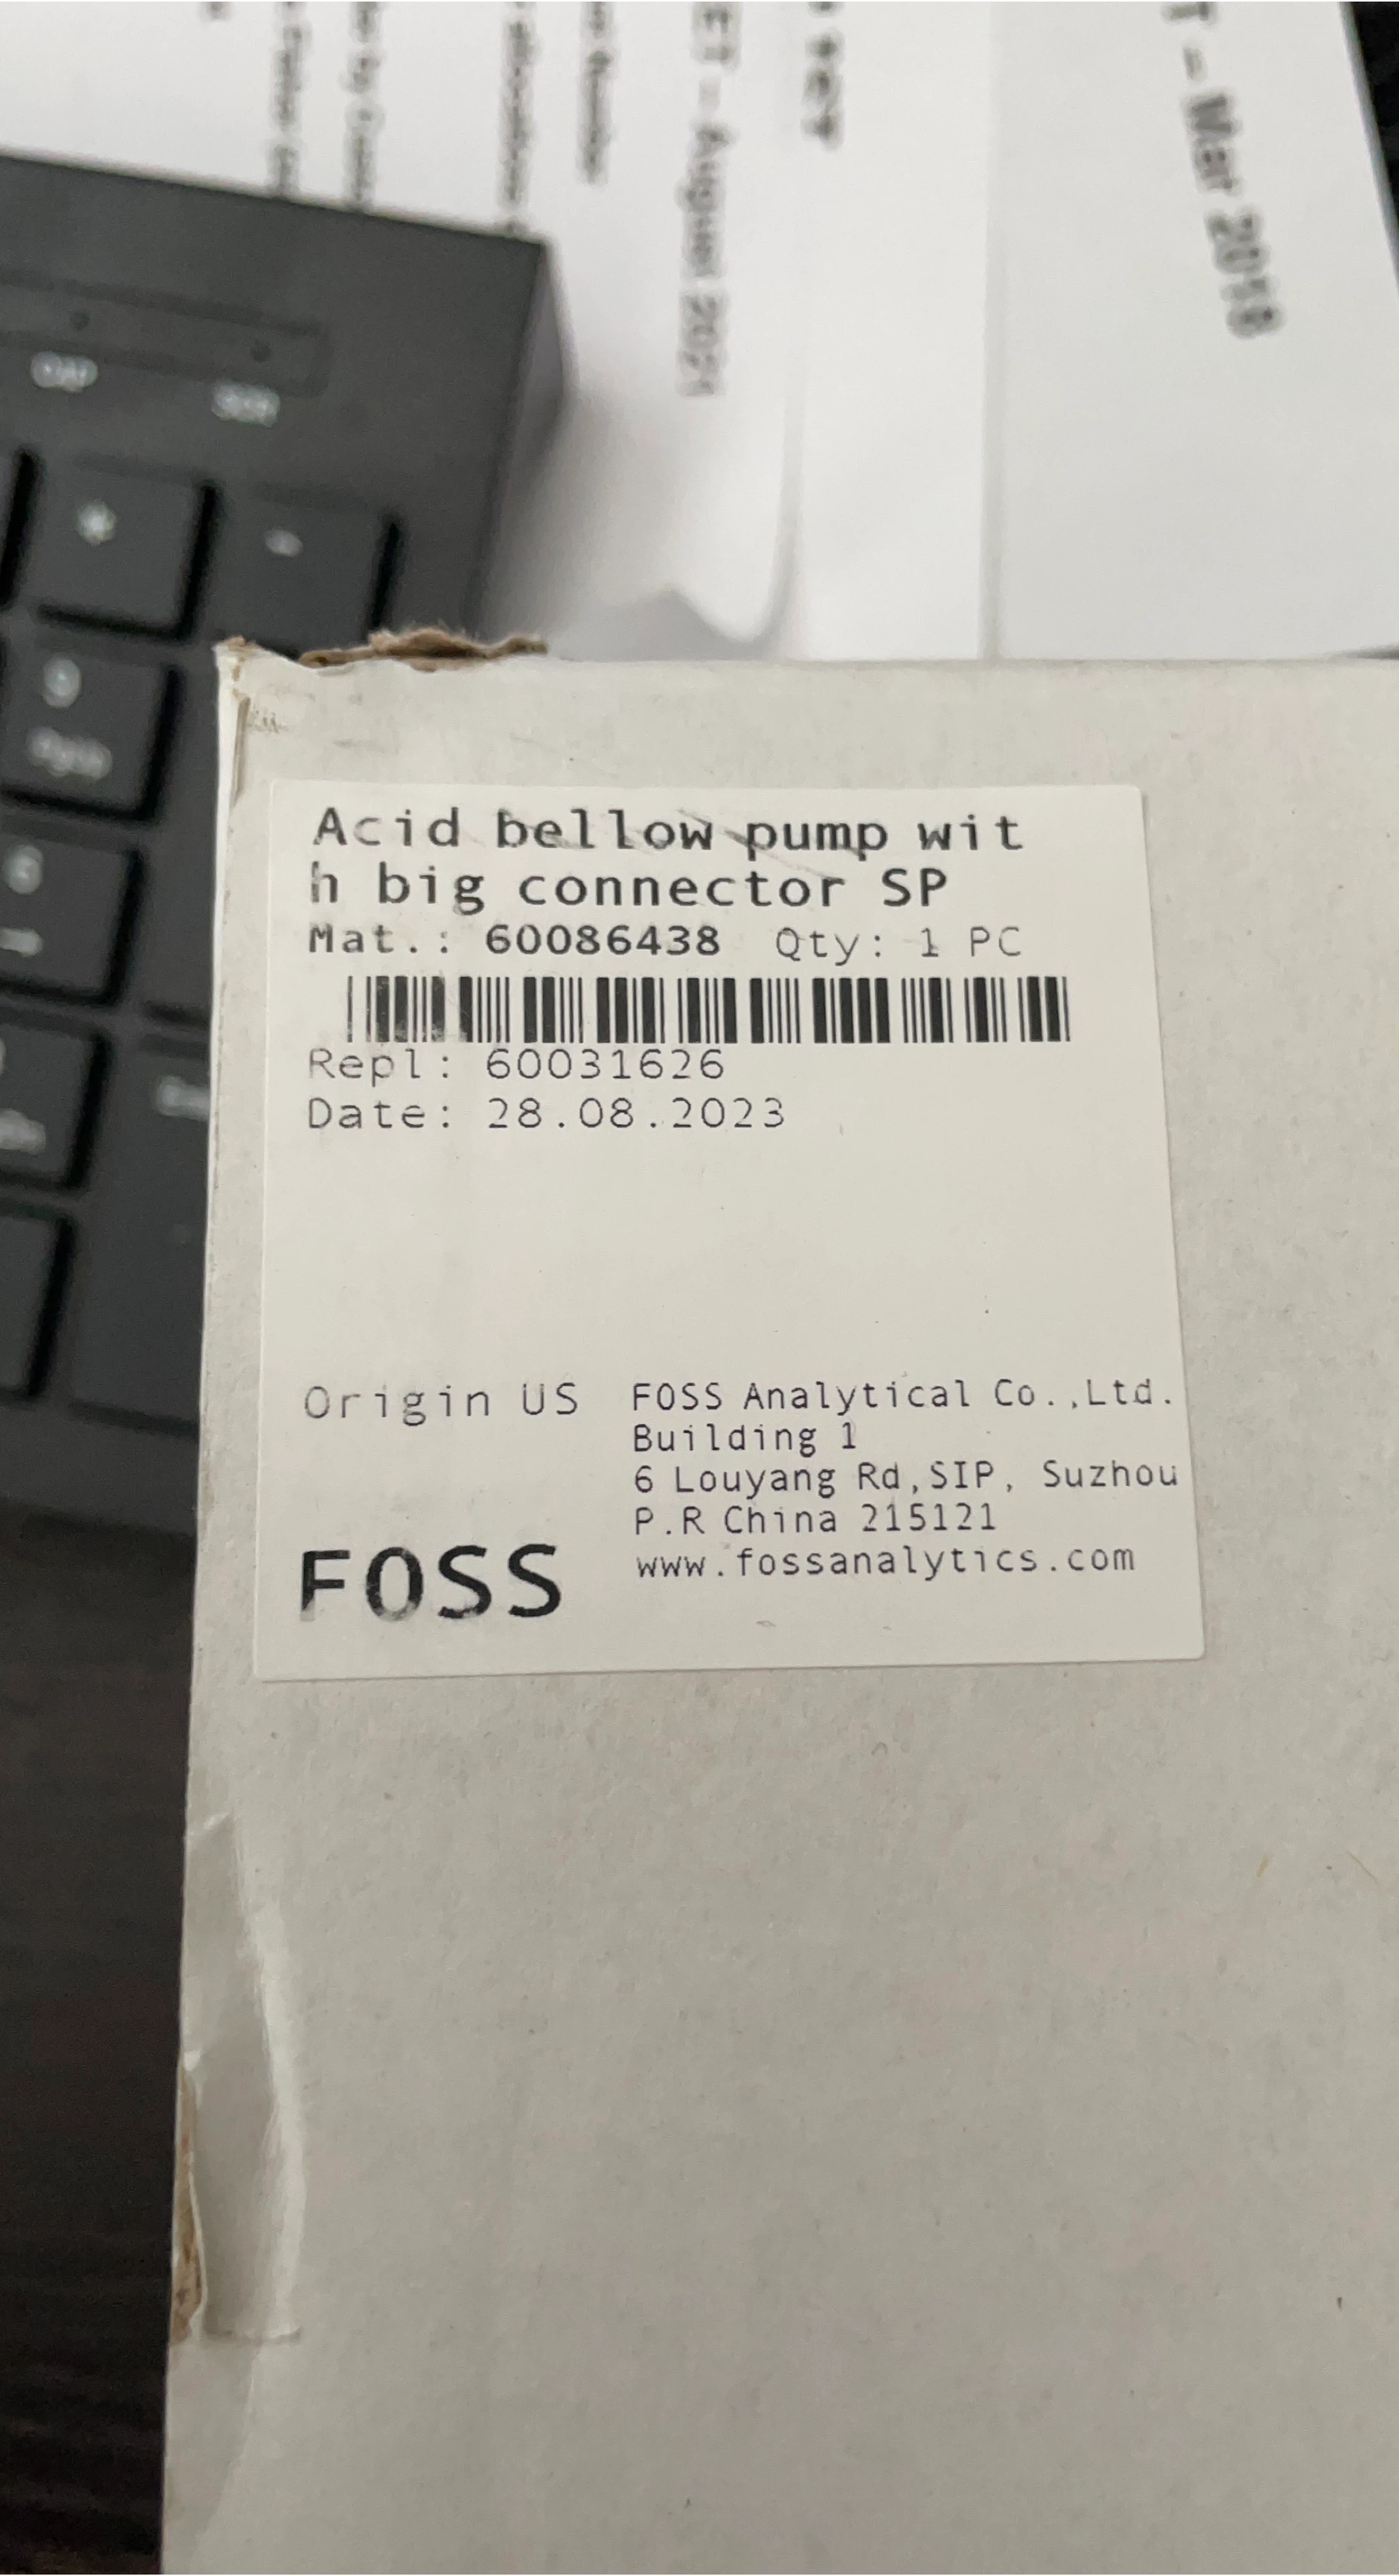 ET - August 2021
T - Mar 2018
9
Acid bellow pump wit
h big connector SP
Mat.: 60086438 Qty: 1 PC
Repl: 60031626
Date: 28.08.2023
Origin US
FOSS Analytical Co.,Ltd.
Building 1
6 Louyang Rd,SIP, Suzhou
P.R China 215121
www.fossanalytics.com
FOSS